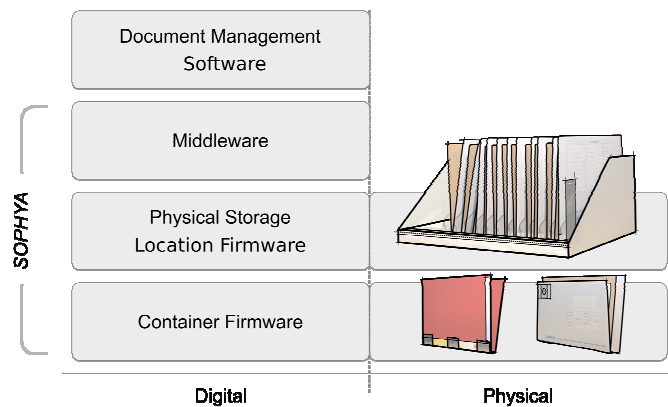 Document Management
Software
Middleware
Physical Storage
Location Firmware
Container Firmware
SOPHYA
Digital
Physical